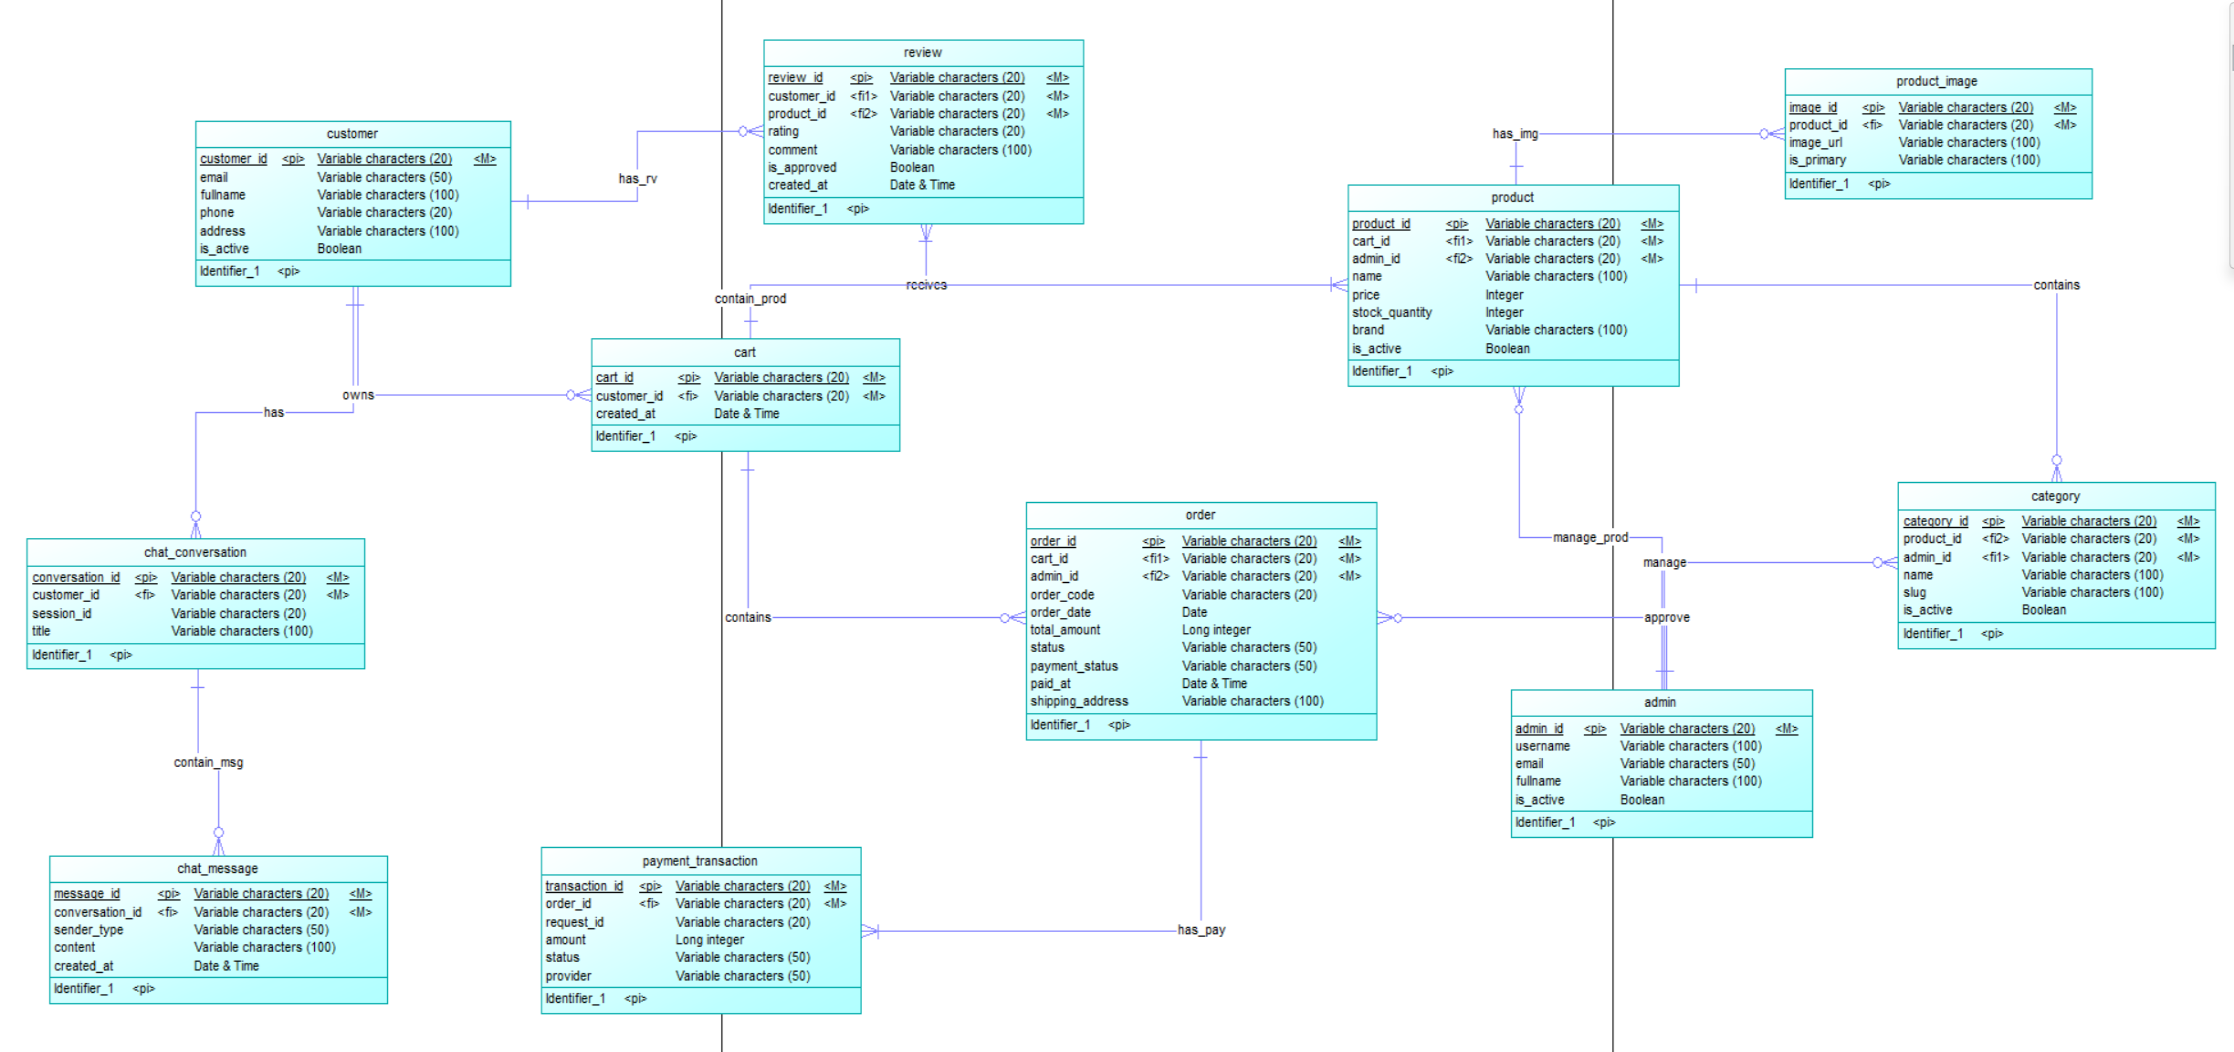 review
review_id <pi> Variable characters (20) <M>
customer_id <fi1> Variable characters (20) <M>
product_id <fi2> Variable characters (20) <M>
rating Variable characters (20)
comment Variable characters (100)
is_approved Boolean
created_at Date & Time
Identifier_1 <pi>
product_image
image_id <pi> Variable characters (20) <M>
product_id <fi> Variable characters (20) <M>
image_url Variable characters (100)
is_primary Variable characters (100)
Identifier_1 <pi>
customer
customer_id <pi> Variable characters (20) <M>
email Variable characters (50)
fullname Variable characters (100)
phone Variable characters (20)
address Variable characters (100)
is_active Boolean
Identifier_1 <pi>
has_rv
has_img
product
product_id <pi> Variable characters (20) <M>
cart_id <fi1> Variable characters (20) <M>
admin_id <fi2> Variable characters (20) <M>
name Variable characters (100)
price Integer
stock_quantity Integer
brand Variable characters (100)
is_active Boolean
Identifier_1 <pi>
recives
contain_prod
contains
cart
cart_id <pi> Variable characters (20) <M>
customer_id <fi> Variable characters (20) <M>
created_at Date & Time
Identifier_1 <pi>
owns
has
chat_conversation
conversation_id <pi> Variable characters (20) <M>
customer_id <fi> Variable characters (20) <M>
session_id Variable characters (20)
title Variable characters (100)
Identifier_1 <pi>
order
order_id <pi> Variable characters (20) <M>
cart_id <fi1> Variable characters (20) <M>
admin_id <fi2> Variable characters (20) <M>
order_code Variable characters (20)
order_date Date
total_amount Long integer
status Variable characters (50)
payment_status Variable characters (50)
paid_at Date & Time
shipping_address Variable characters (100)
Identifier_1 <pi>
category
category_id <pi> Variable characters (20) <M>
product_id <fi2> Variable characters (20) <M>
admin_id <fi1> Variable characters (20) <M>
name Variable characters (100)
slug Variable characters (100)
is_active Boolean
Identifier_1 <pi>
manage_prod
manage
contains
approve
admin
admin_id <pi> Variable characters (20) <M>
username Variable characters (100)
email Variable characters (50)
fullname Variable characters (100)
is_active Boolean
Identifier_1 <pi>
contain_msg
chat_message
message_id <pi> Variable characters (20) <M>
conversation_id <fi> Variable characters (20) <M>
sender_type Variable characters (50)
content Variable characters (100)
created_at Date & Time
Identifier_1 <pi>
payment_transaction
transaction_id <pi> Variable characters (20) <M>
order_id <fi> Variable characters (20) <M>
request_id Variable characters (20)
amount Long integer
status Variable characters (50)
provider Variable characters (50)
Identifier_1 <pi>
has_pay